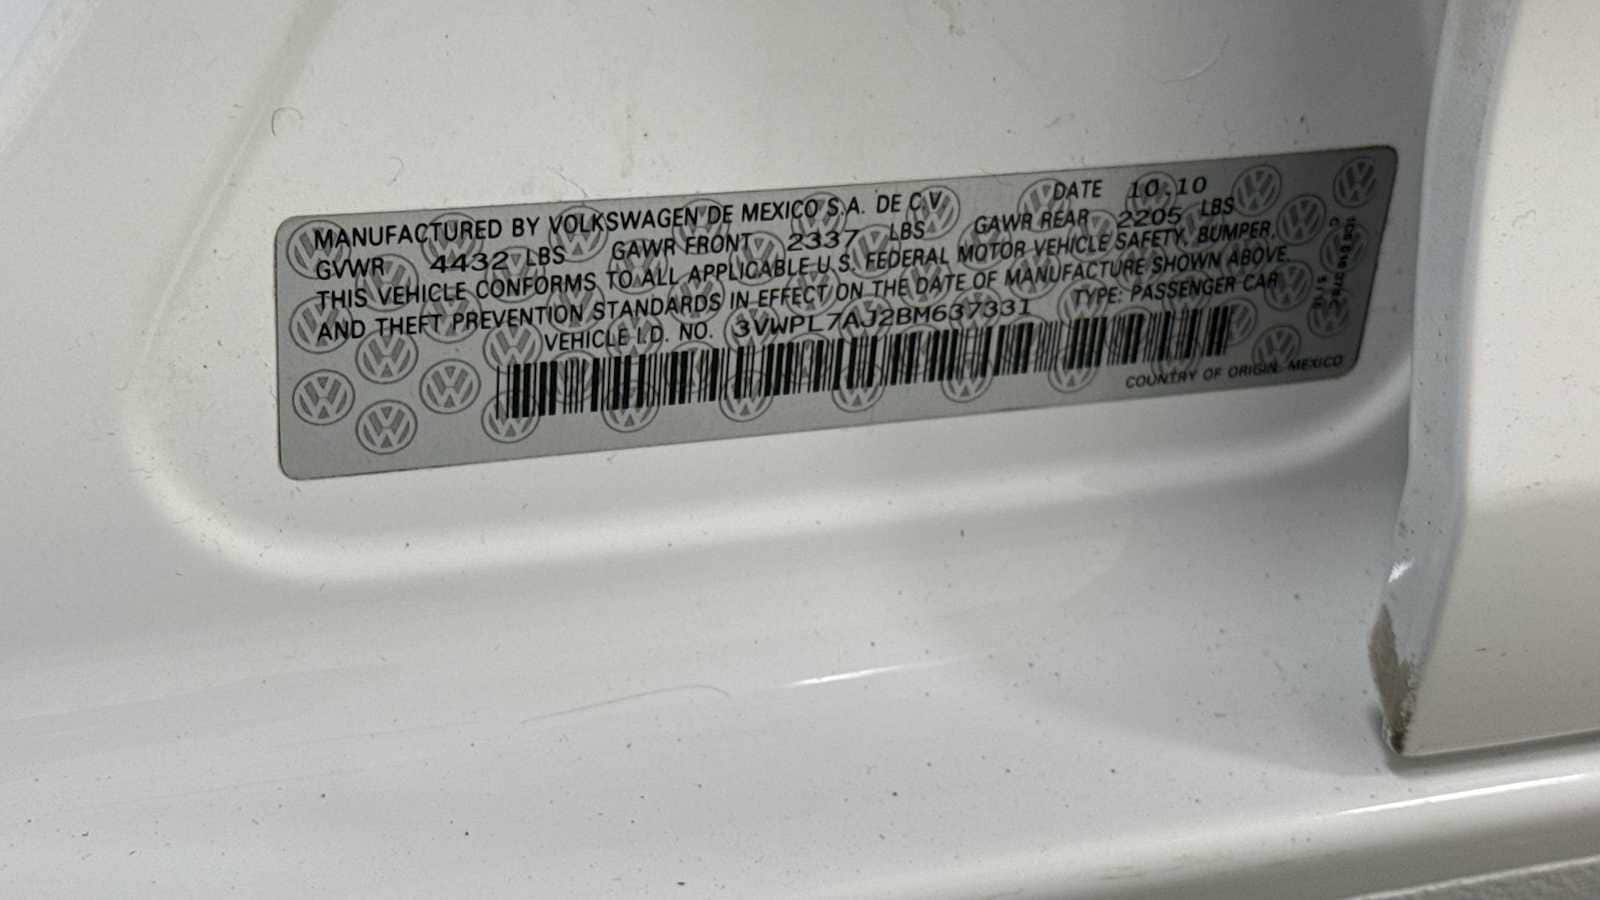 MANUFACTURED BY VOLKSWAGEN DE MEXICO S.A. DE C.V. DATE 10.10
GVWR 4432 LBS GAWR FRONT 2337 LBS GAWR REAR 2205 LBS
THIS VEHICLE CONFORMS TO ALL APPLICABLE U.S. FEDERAL MOTOR VEHICLE SAFETY, BUMPER,
AND THEFT PREVENTION STANDARDS IN EFFECT ON THE DATE OF MANUFACTURE SHOWN ABOVE.
VEHICLE I.D. NO. 3VWPL7AJ2BM637331 TYPE: PASSENGER CAR
COUNTRY OF ORIGIN: MEXICO